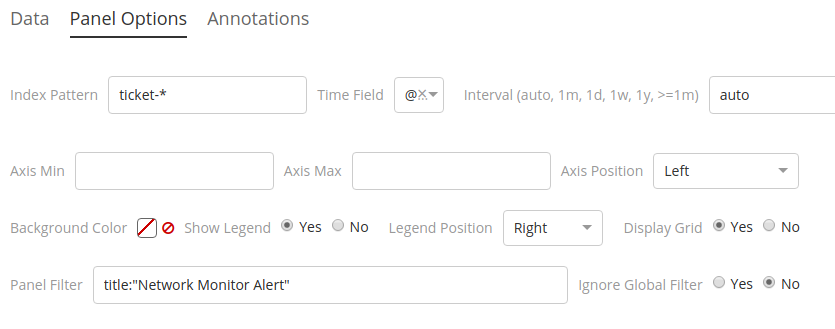 Data Panel Options Annotations
Index Pattern ticket-* Time Field @.. Interval (auto, 1m, 1d, 1w, 1y, >=1m) auto
Axis Min Axis Max Axis Position Left
Background Color Show Legend Yes No Legend Position Right Display Grid Yes No
Panel Filter title:"Network Monitor Alert" Ignore Global Filter Yes No